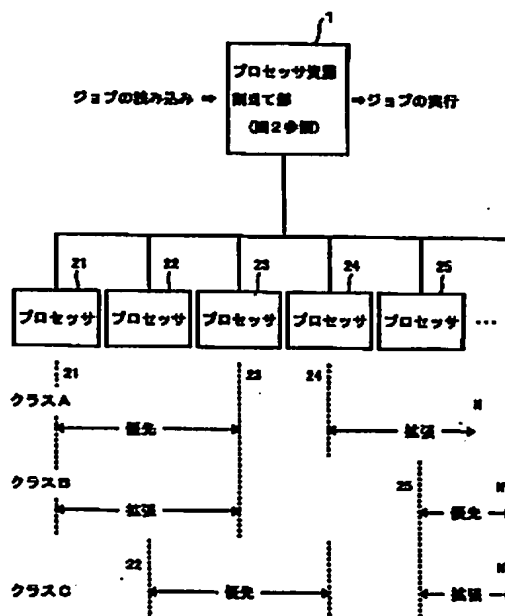 1
プロセッサ資源
割当て部
(図2参照)
ジョブの読み込み ⇒
⇒ジョブの実行
21 22 23 24 25
プロセッサ プロセッサ プロセッサ プロセッサ プロセッサ ...
21 23 24
クラスA
優先 拡張 N
クラスB
拡張 25 優先 N
クラスC 22 優先 拡張 N